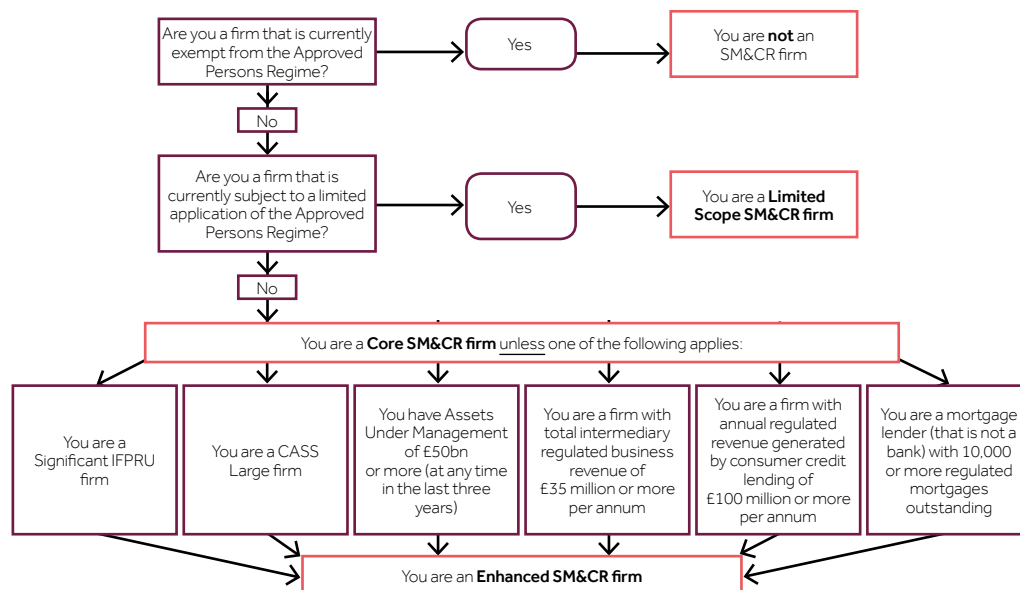 Are you a firm that is currently
exempt from the Approved
Persons Regime?
Yes
You are not an
SM&CR firm
No
Are you a firm that is
currently subject to a limited
application of the Approved
Persons Regime?
Yes
You are a Limited
Scope SM&CR firm
No
You are a Core SM&CR firm unless one of the following applies:
You are a
Significant IFPRU
firm
You are a CASS
Large firm
You have Assets
Under Management
of £50bn
or more (at any time
in the last three
years)
You are a firm with
total intermediary
regulated business
revenue of
£35 million or more
per annum
You are a firm with
annual regulated
revenue generated
by consumer credit
lending of
£100 million or more
per annum
You are a mortgage
lender (that is not a
bank) with 10,000
or more regulated
mortgages
outstanding
You are an Enhanced SM&CR firm